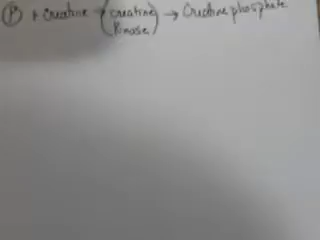 (P) + creatine → (creatine → Creatine phosphate
kinase)